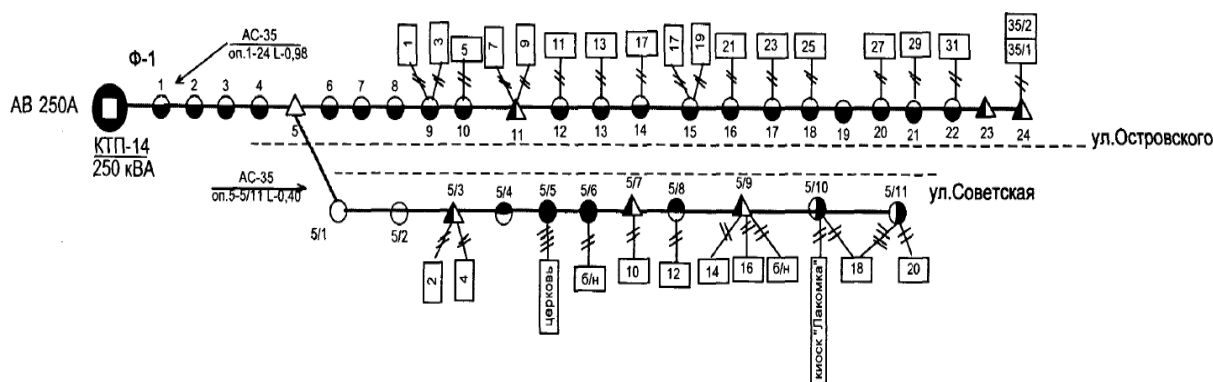 АС-35
оп.1-24 L-0,98
Ф-1
АВ 250А
КТП-14
250 кВА
1 3 5 7 9 11 13 17 17 19 21 23 25 27 29 31 35/2
35/1
1 2 3 4 6 7 8
5 9 10 11 12 13 14 15 16 17 18 19 20 21 22 23 24
ул.Островского
АС-35
оп.5-5/11 L-0,40
ул.Советская
5/3 5/4 5/5 5/6 5/7 5/8 5/9 5/10 5/11
5/1 5/2
2 4 церковь б/н 10 12 14 16 б/н киоск "Лакомка" 18 20